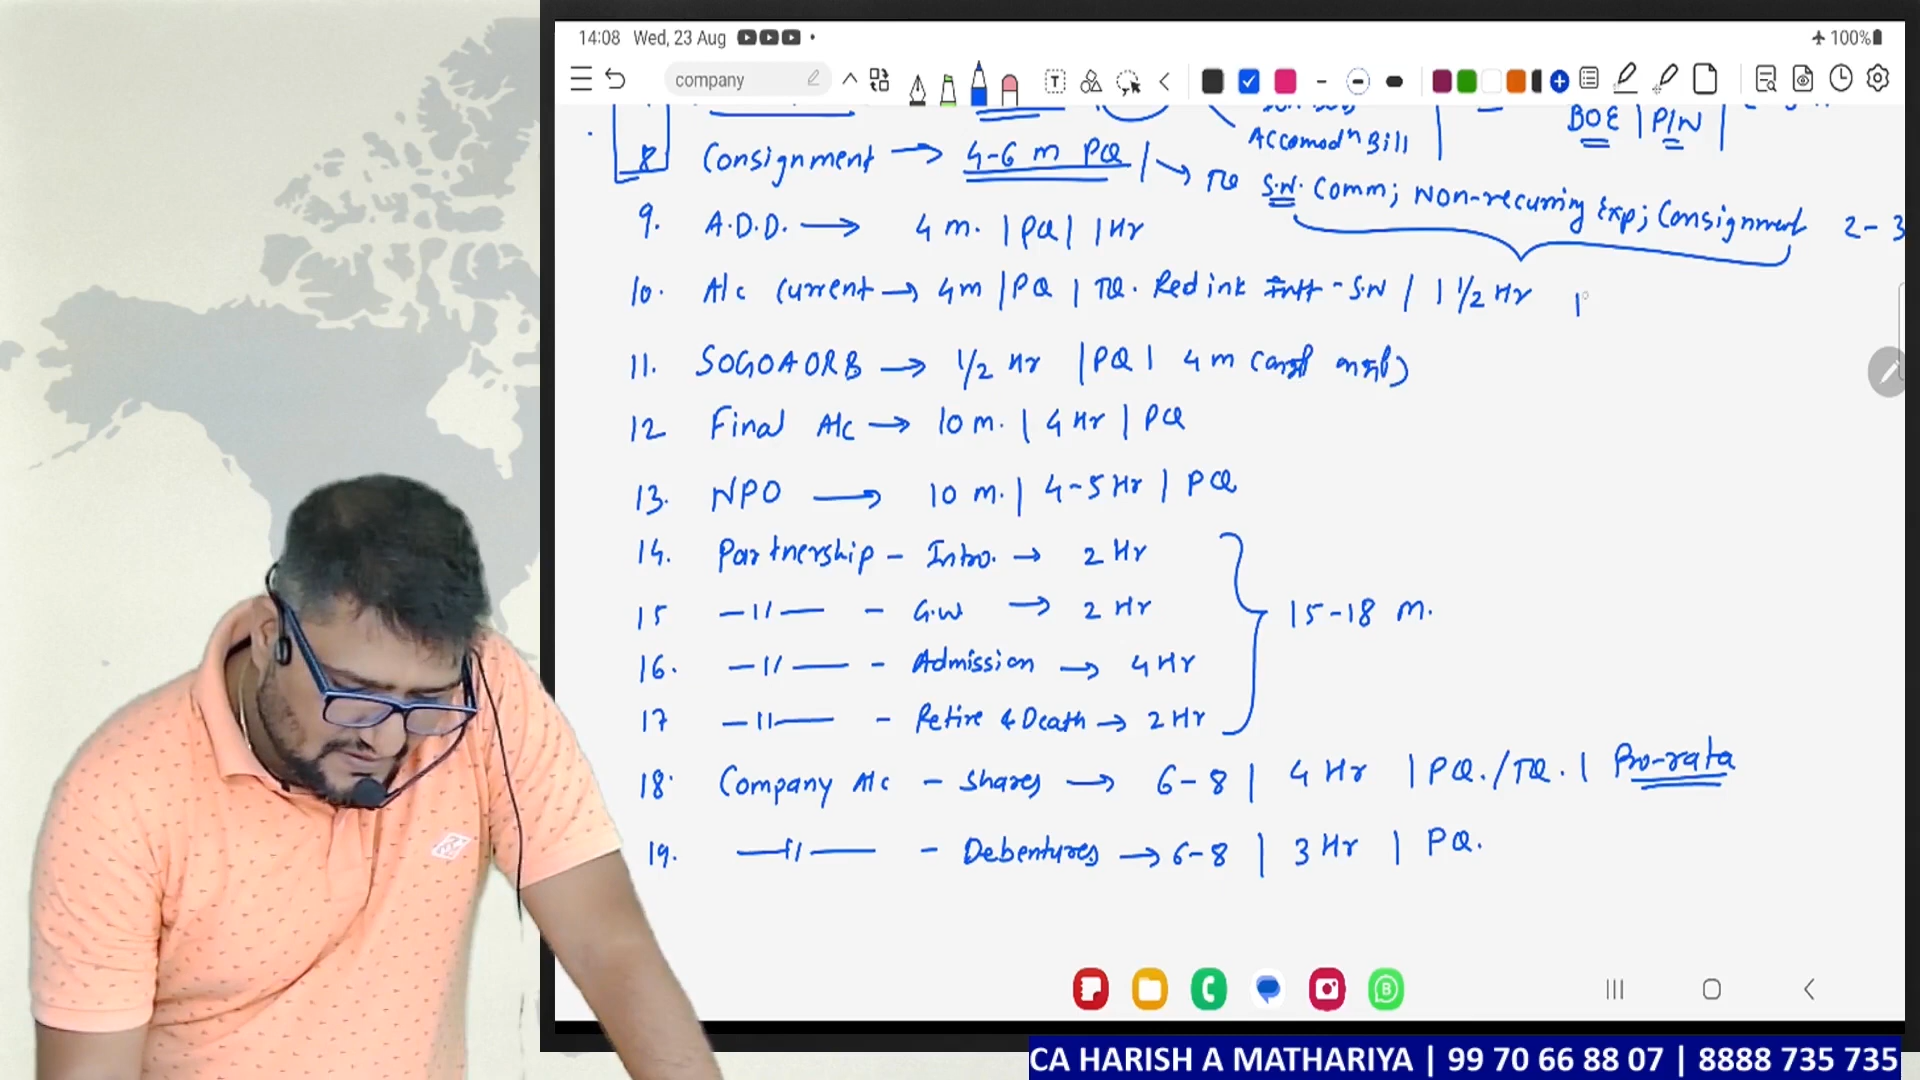 14:08 Wed, 23 Aug 100%
company
Accomodⁿ Bill | BOE | P/N |
8 Consignment → 4-6 m PQ | → TQ S.N. Comm; Non-recurring Exp; Consignment 2-3
9. A.D.D. → 4 m. | PQ | 1 Hr
10. A/c Current → 4m | PQ | TQ. Red ink Intt - S.N | 1 1/2 Hr
11. SOGOAORB → 1/2 Hr | PQ | 4 m
12 Final A/c → 10 m. | 4 Hr | PQ
13. NPO → 10 m. | 4-5 Hr | PQ
14. Partnership - Intro. → 2 Hr
15 —11— - G.W → 2 Hr
15-18 m.
16. —11— - Admission → 4 Hr
17 —11— - Retire & Death → 2 Hr
18. Company A/c - Shares → 6-8 | 4 Hr | PQ./TQ. | Pro-rata
19. —11— - Debentures → 6-8 | 3 Hr | PQ.
CA HARISH A MATHARIYA | 99 70 66 88 07 | 8888 735 735